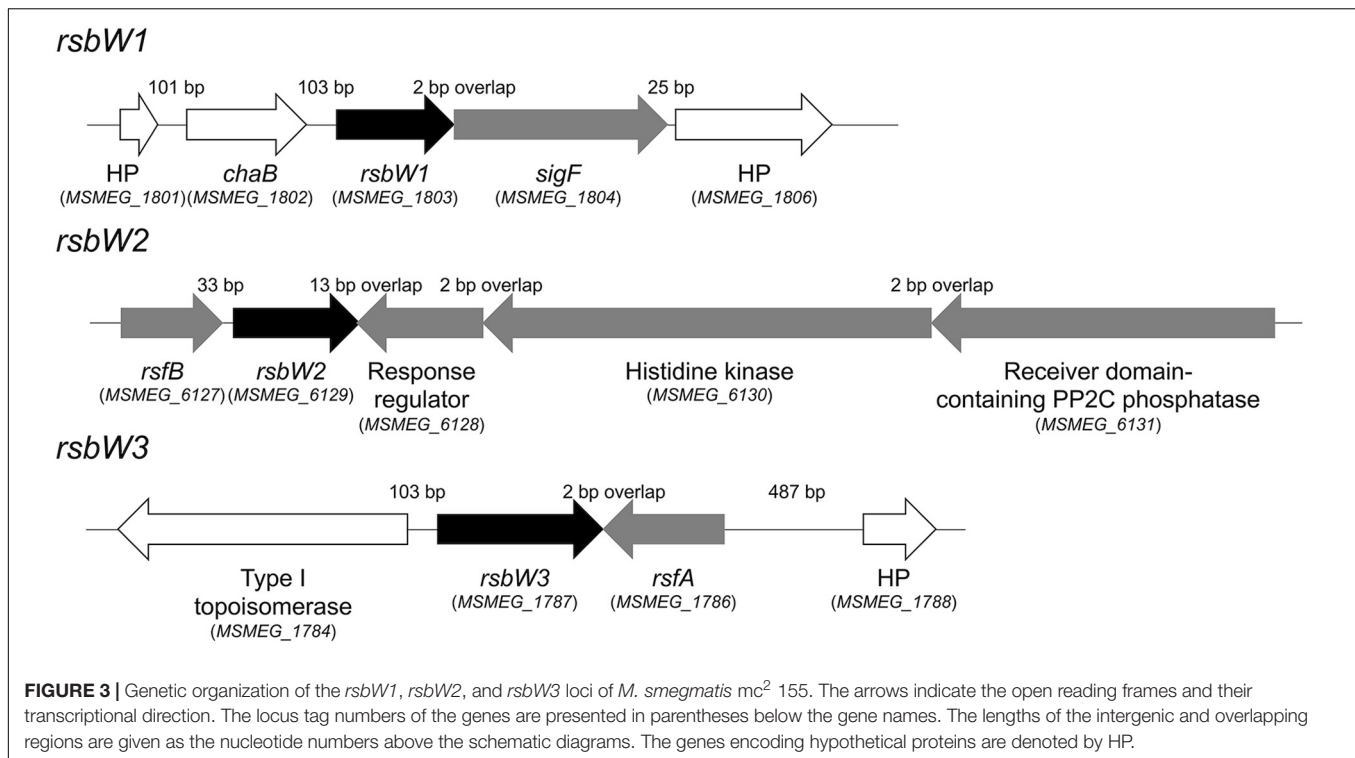 rsbW1
101 bp 103 bp 2 bp overlap 25 bp
HP chaB rsbW1 sigF HP
(MSMEG_1801) (MSMEG_1802) (MSMEG_1803) (MSMEG_1804) (MSMEG_1806)
rsbW2
33 bp 13 bp overlap 2 bp overlap 2 bp overlap
rsfB rsbW2 Response Histidine kinase Receiver domain-
(MSMEG_6127) (MSMEG_6129) regulator (MSMEG_6130) containing PP2C phosphatase
(MSMEG_6128) (MSMEG_6131)
rsbW3
103 bp 2 bp overlap 487 bp
Type I rsbW3 rsfA HP
topoisomerase (MSMEG_1787) (MSMEG_1786) (MSMEG_1788)
(MSMEG_1784)
FIGURE 3 | Genetic organization of the rsbW1, rsbW2, and rsbW3 loci of M. smegmatis mc² 155. The arrows indicate the open reading frames and their
transcriptional direction. The locus tag numbers of the genes are presented in parentheses below the gene names. The lengths of the intergenic and overlapping
regions are given as the nucleotide numbers above the schematic diagrams. The genes encoding hypothetical proteins are denoted by HP.